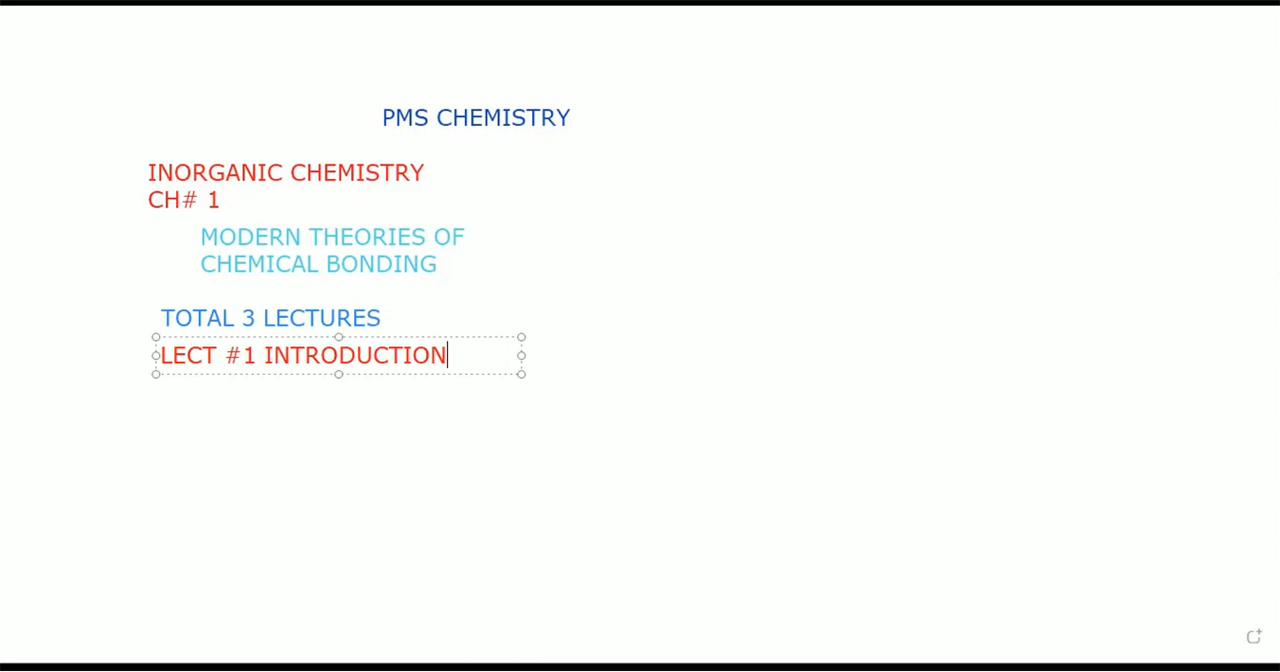 PMS CHEMISTRY
INORGANIC CHEMISTRY
CH# 1
MODERN THEORIES OF
CHEMICAL BONDING
TOTAL 3 LECTURES
LECT #1 INTRODUCTION